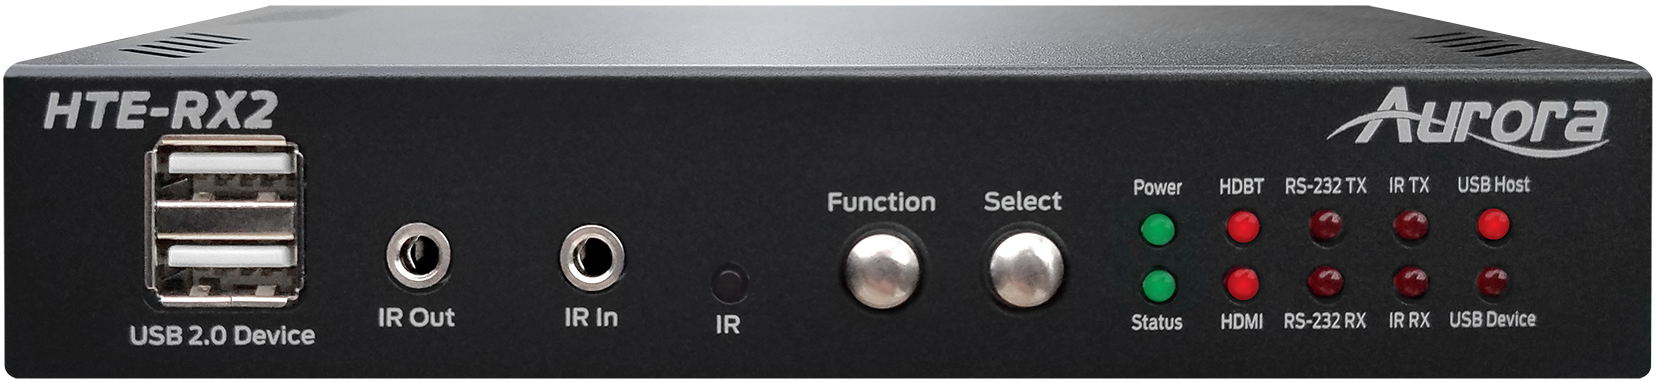 HTE-RX2
Aurora
USB 2.0 Device
IR Out
IR In
IR
Function
Select
Power HDBT RS-232 TX IR TX USB Host
Status HDMI RS-232 RX IR RX USB Device